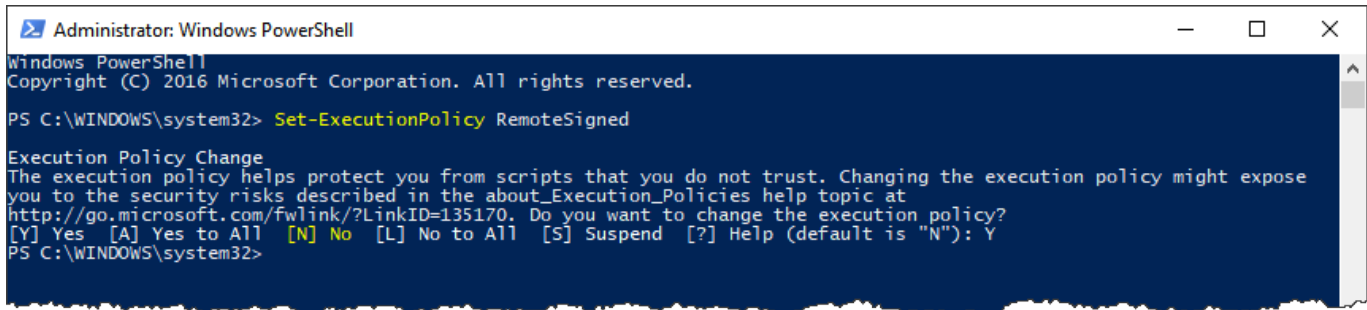 Administrator: Windows PowerShell
Windows PowerShell
Copyright (C) 2016 Microsoft Corporation. All rights reserved.
PS C:\WINDOWS\system32> Set-ExecutionPolicy RemoteSigned
Execution Policy Change
The execution policy helps protect you from scripts that you do not trust. Changing the execution policy might expose
you to the security risks described in the about_Execution_Policies help topic at
http://go.microsoft.com/fwlink/?LinkID=135170. Do you want to change the execution policy?
[Y] Yes  [A] Yes to All  [N] No  [L] No to All  [S] Suspend  [?] Help (default is "N"): Y
PS C:\WINDOWS\system32>